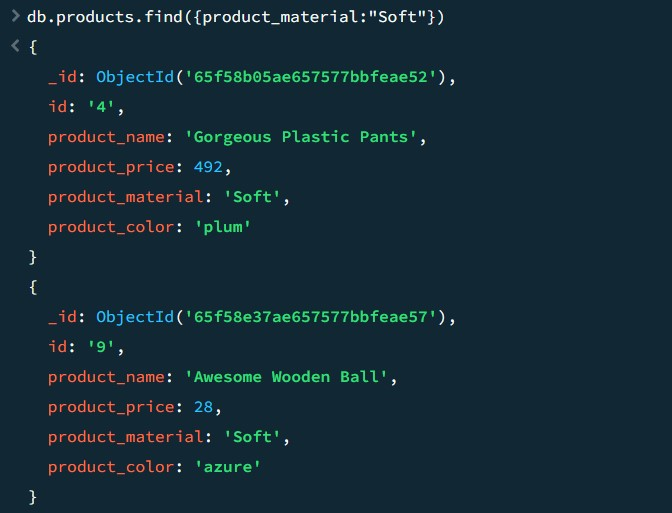 > db.products.find({product_material:"Soft"})
< {
_id: ObjectId('65f58b05ae657577bbfeae52'),
id: '4',
product_name: 'Gorgeous Plastic Pants',
product_price: 492,
product_material: 'Soft',
product_color: 'plum'
}
{
_id: ObjectId('65f58e37ae657577bbfeae57'),
id: '9',
product_name: 'Awesome Wooden Ball',
product_price: 28,
product_material: 'Soft',
product_color: 'azure'
}